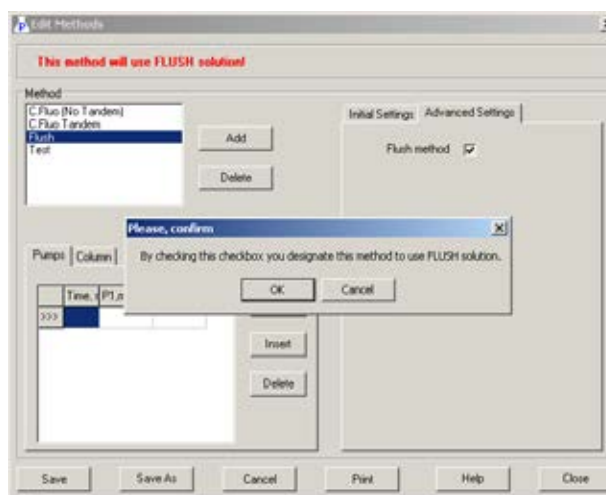 Edit Methods
This method will use FLUSH solution!
Method
C.Fluo (No Tandem)
C.Fluo Tandem
Flush
Test
Add
Delete
Initial Settings
Advanced Settings
Flush method
Please, confirm
By checking this checkbox you designate this method to use FLUSH solution.
OK
Cancel
Pumps
Column
Time,
P1,
>>>
Insert
Delete
Save
Save As
Cancel
Print
Help
Close